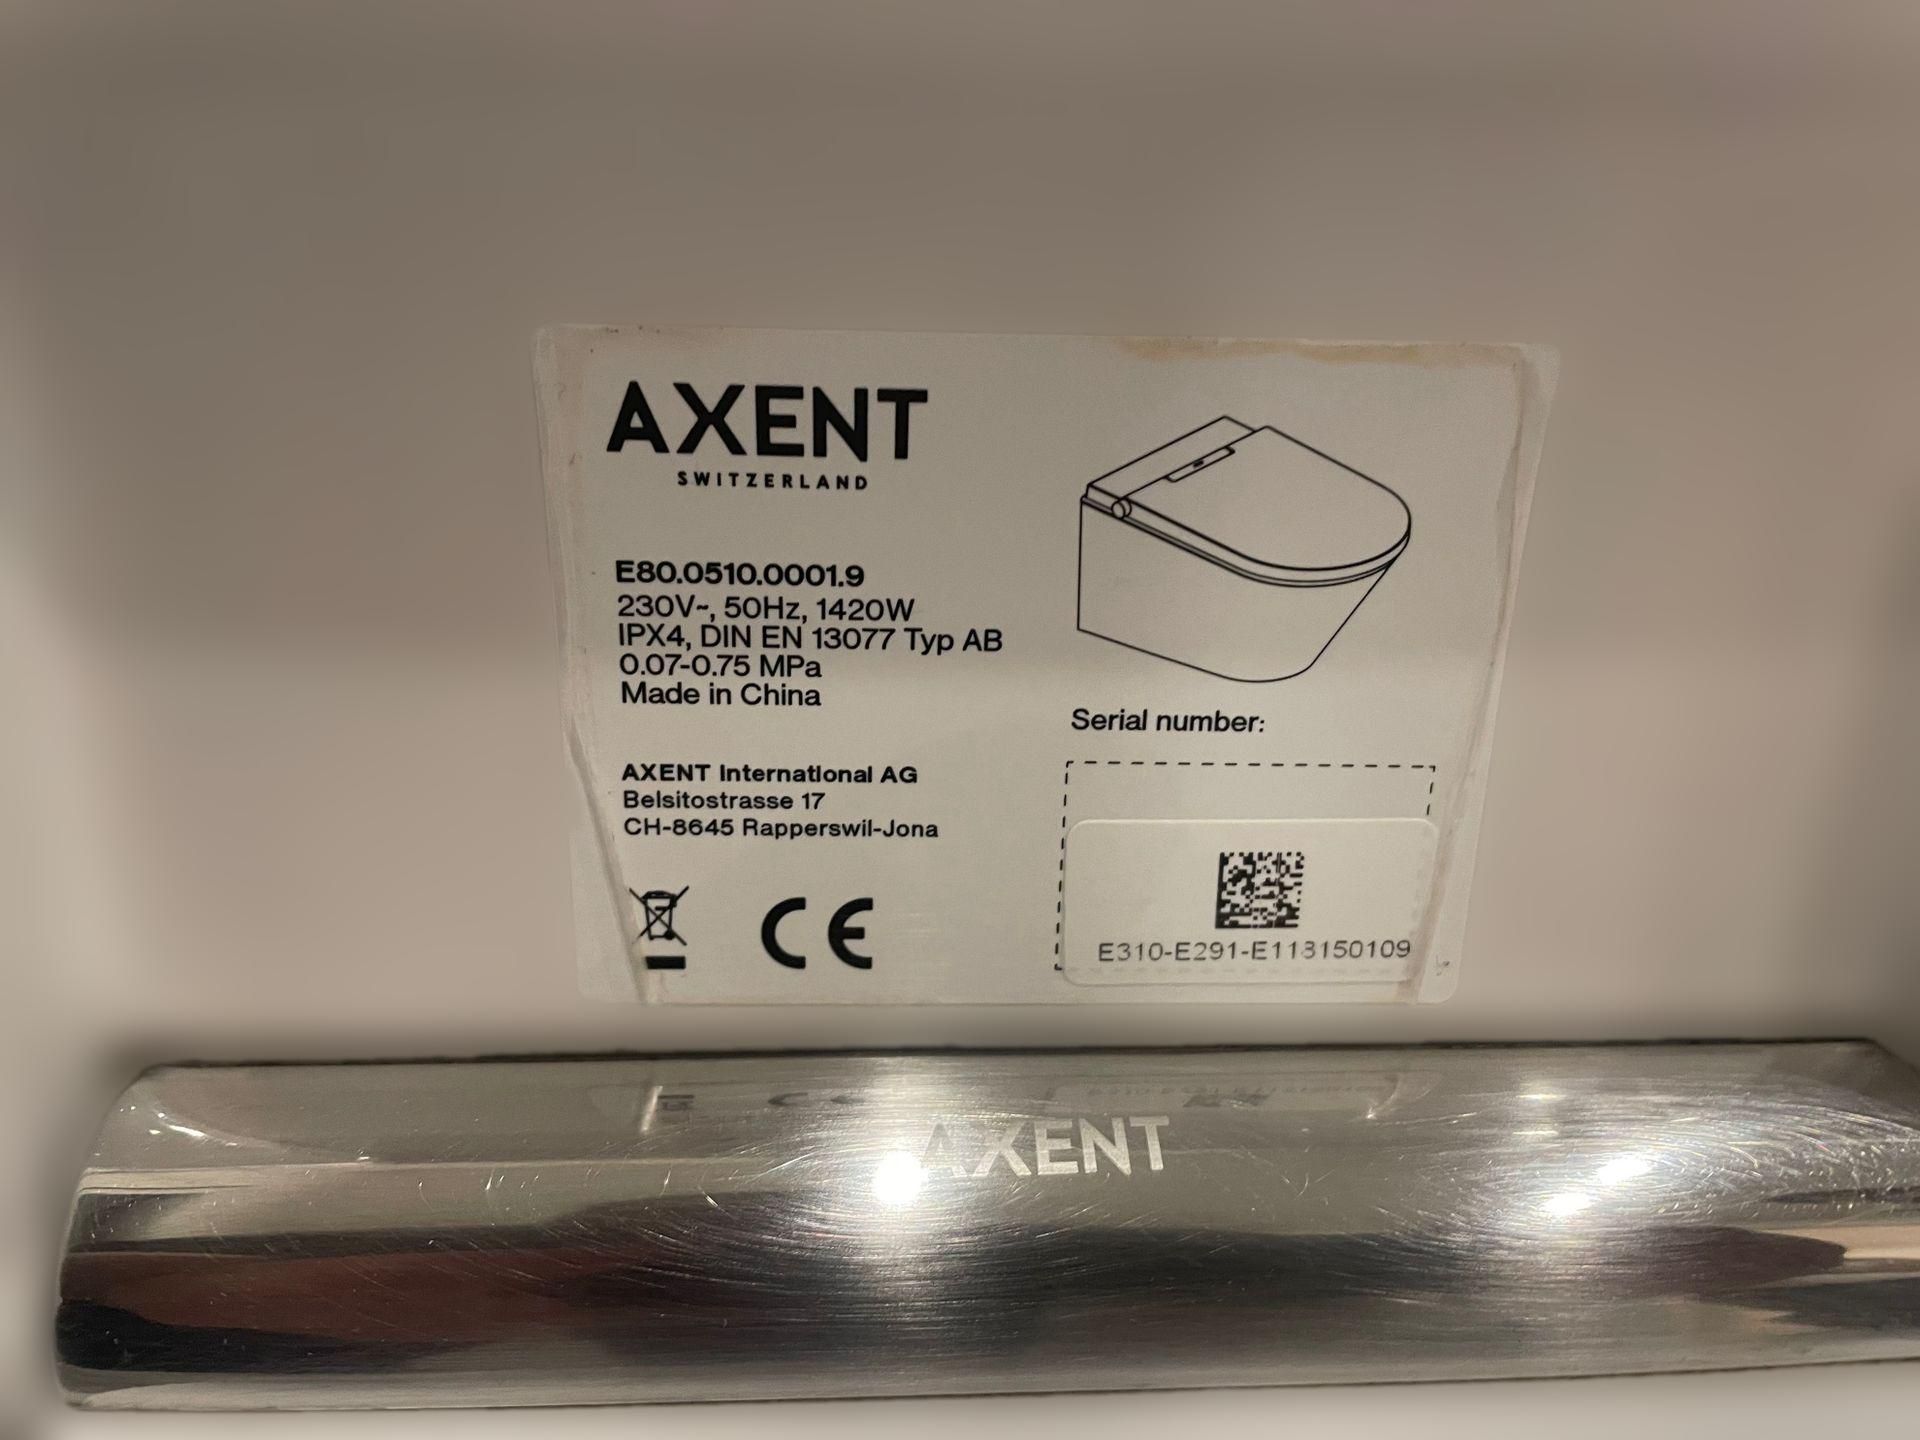 AXENT
SWITZERLAND
E80.0510.0001.9
230V~, 50Hz, 1420W
IPX4, DIN EN 13077 Typ AB
0.07-0.75 MPa
Made in China
AXENT International AG
Belsitostrasse 17
CH-8645 Rapperswil-Jona
CE
Serial number:
E310-E291-E118150109
AXENT